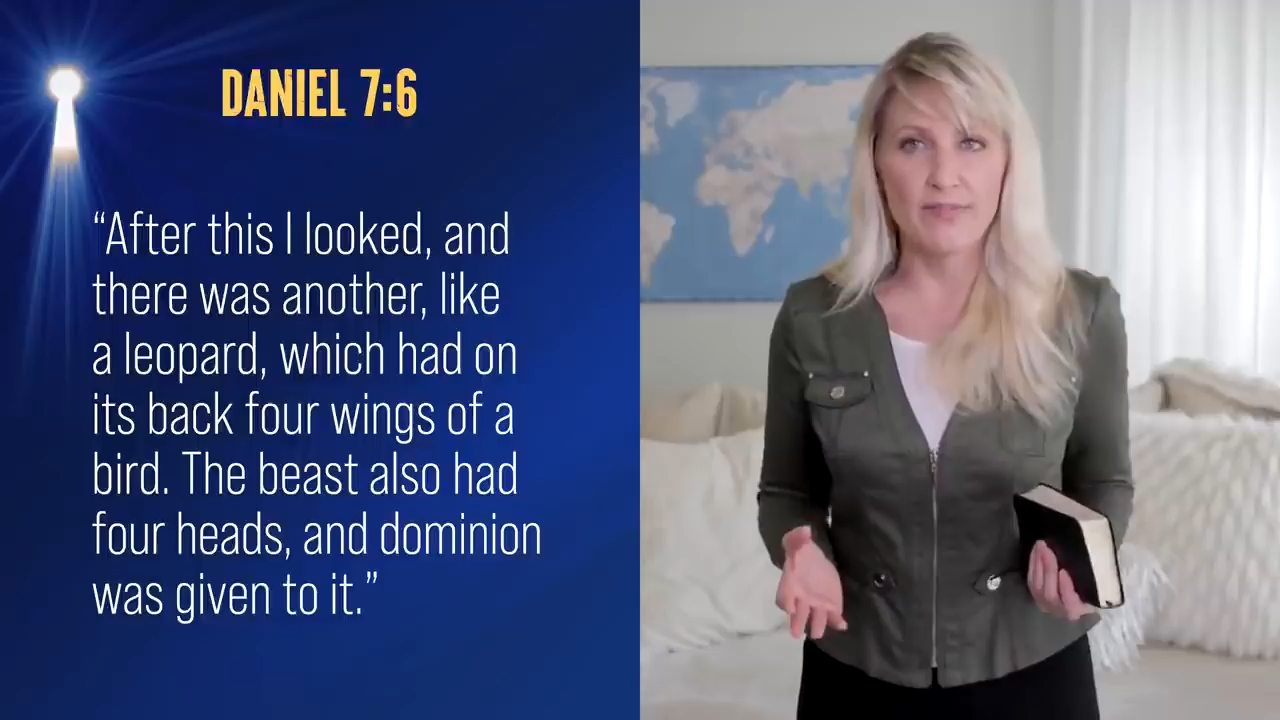 DANIEL 7:6
“After this I looked, and
there was another, like
a leopard, which had on
its back four wings of a
bird. The beast also had
four heads, and dominion
was given to it.”